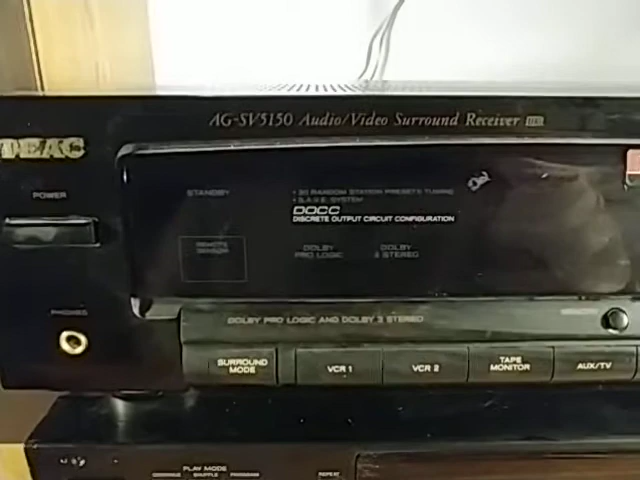 AG-SV5150 Audio/Video Surround Receiver
TEAC
POWER
STANDBY
• 30 RANDOM STATION PRESETS TUNING
• S.A.V.E. SYSTEM
DOCC
DISCRETE OUTPUT CIRCUIT CONFIGURATION
REMOTE
SENSOR
DOLBY
PRO LOGIC
DOLBY
3 STEREO
PHONES
DOLBY PRO LOGIC AND DOLBY 3 STEREO
SURROUND
MODE
VCR 1
VCR 2
TAPE
MONITOR
AUX/TV
PLAY MODE
SHUFFLE
PROGRAM
REPEAT